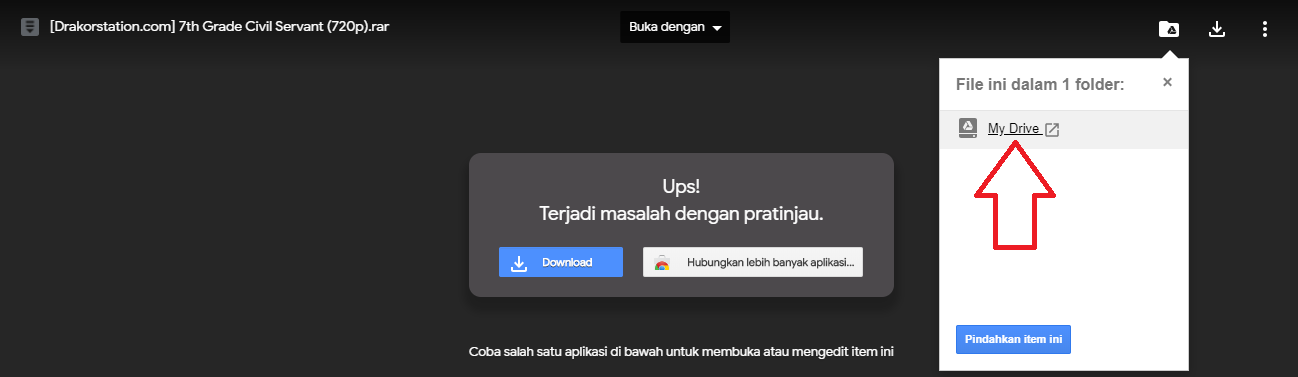 [Drakorstation.com] 7th Grade Civil Servant (720p).rar
Buka dengan
File ini dalam 1 folder:
My Drive
Ups!
Terjadi masalah dengan pratinjau.
Download
Hubungkan lebih banyak aplikasi...
Pindahkan item ini
Coba salah satu aplikasi di bawah untuk membuka atau mengedit item ini